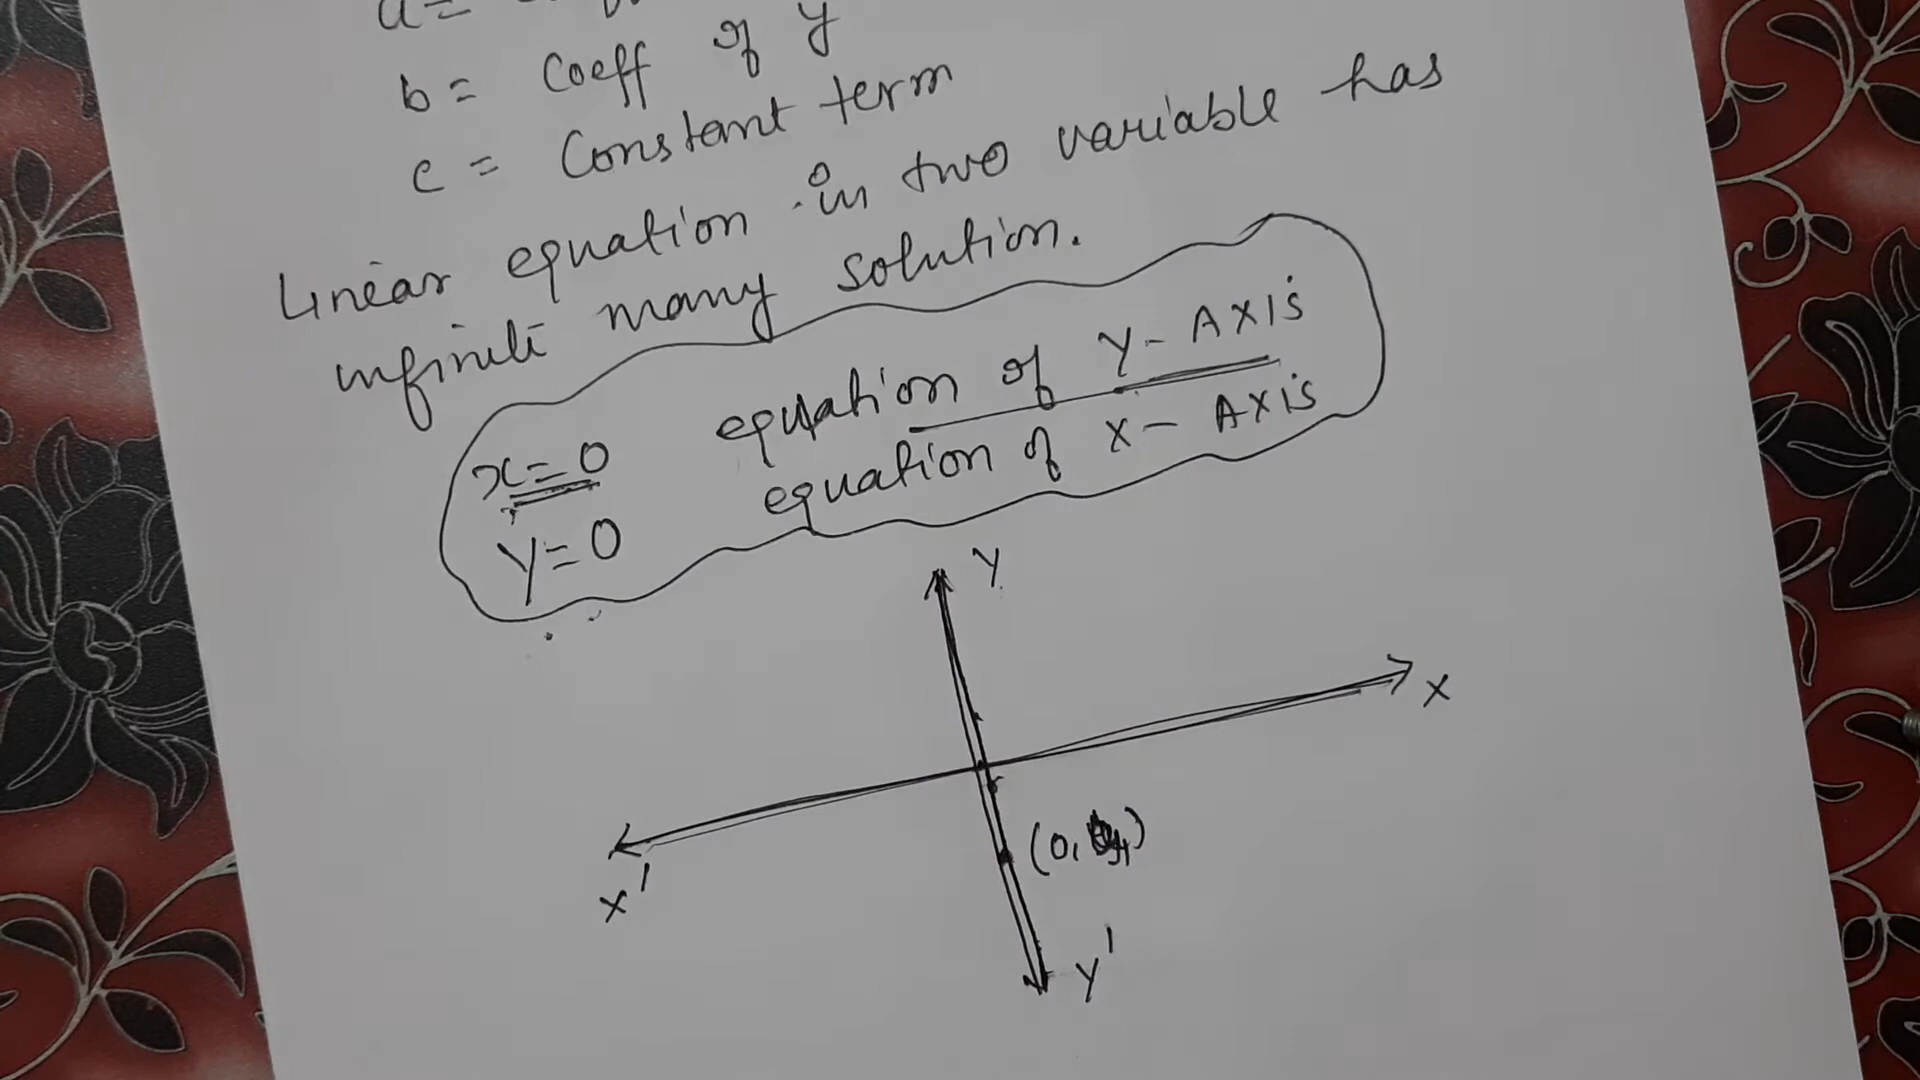 a =
b = Coeff of y
c = Constant term
Linear equation in two variable has
infinite many solution.
x=0 equation of Y-AXIS
Y=0 equation of X-AXIS
Y
X
X'
(0,
Y'